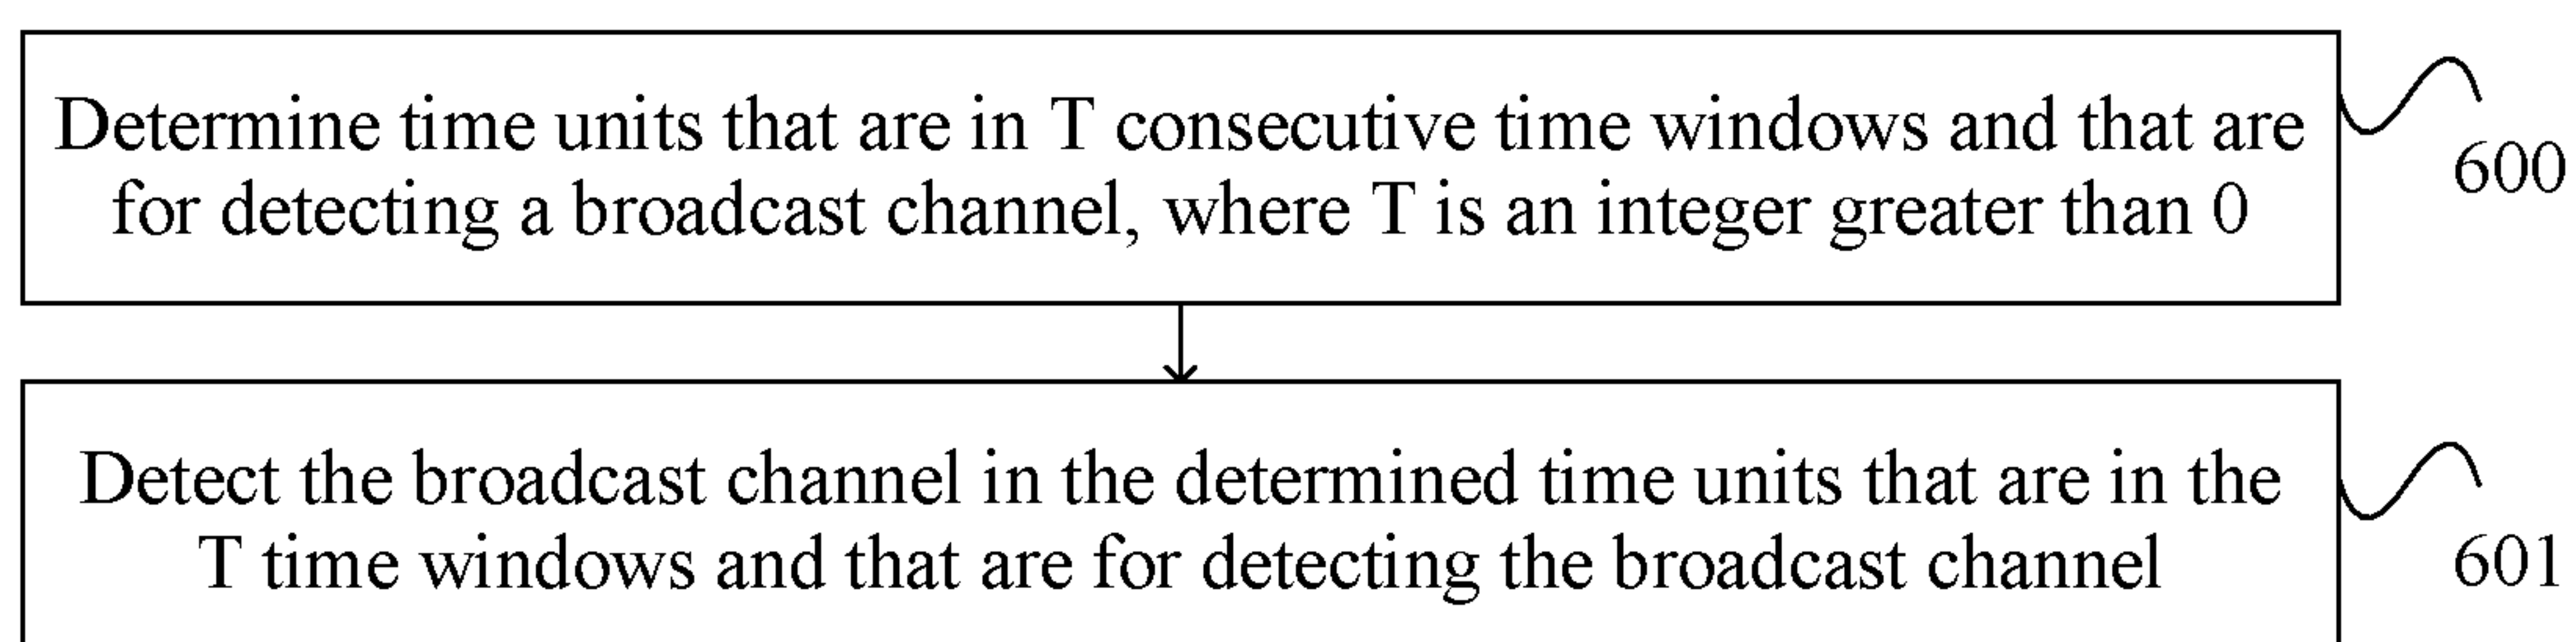 Determine time units that are in T consecutive time windows and that are
for detecting a broadcast channel, where T is an integer greater than 0
600
Detect the broadcast channel in the determined time units that are in the
T time windows and that are for detecting the broadcast channel
601